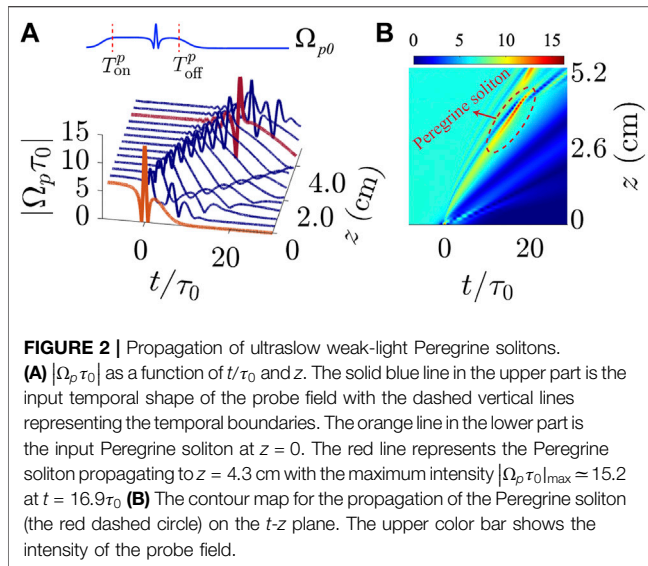 A
Ω_{p0}
T^p_{on}
T^p_{off}
|Ω_p τ_0|
15
10
5
0
0
20
t/τ_0
0
2.0
4.0
z (cm)
B
0 5 10 15
Peregrine soliton
5.2
2.6
0
z (cm)
0
20
t/τ_0
FIGURE 2 | Propagation of ultraslow weak-light Peregrine solitons.
(A) |Ω_p τ_0| as a function of t/τ_0 and z. The solid blue line in the upper part is the
input temporal shape of the probe field with the dashed vertical lines
representing the temporal boundaries. The orange line in the lower part is
the input Peregrine soliton at z = 0. The red line represents the Peregrine
soliton propagating to z = 4.3 cm with the maximum intensity |Ω_p τ_0|_{max} ≃ 15.2
at t = 16.9τ_0 (B) The contour map for the propagation of the Peregrine soliton
(the red dashed circle) on the t-z plane. The upper color bar shows the
intensity of the probe field.